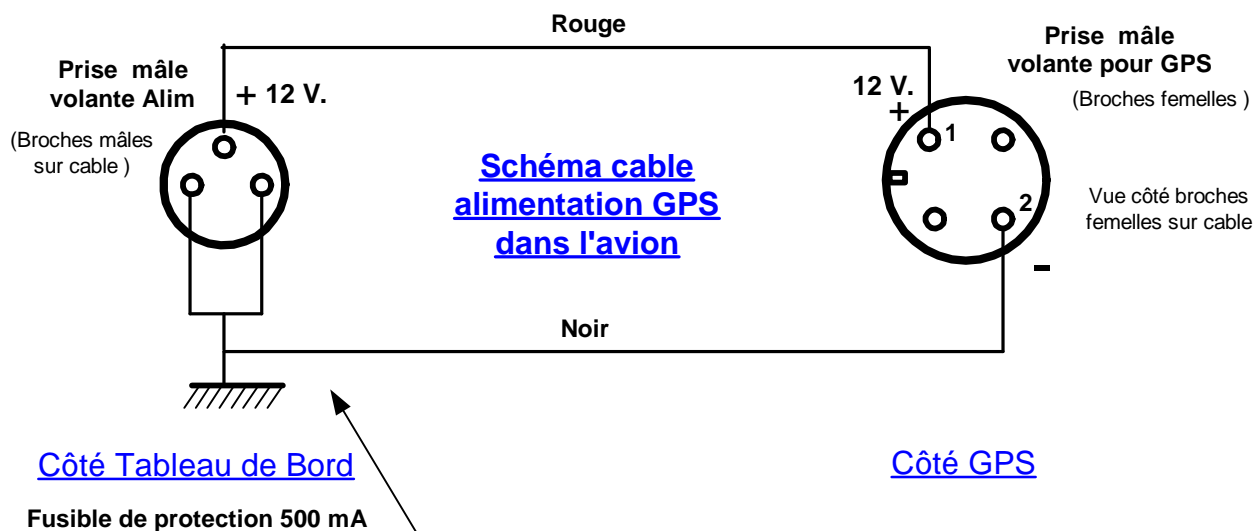 Rouge
Prise mâle
volante Alim
+ 12 V.
(Broches mâles
sur cable )
Prise mâle
volante pour GPS
(Broches femelles )
12 V.
+
1
2
Schéma cable
alimentation GPS
dans l'avion
Vue côté broches
femelles sur cable
-
Noir
Côté Tableau de Bord
Côté GPS
Fusible de protection 500 mA